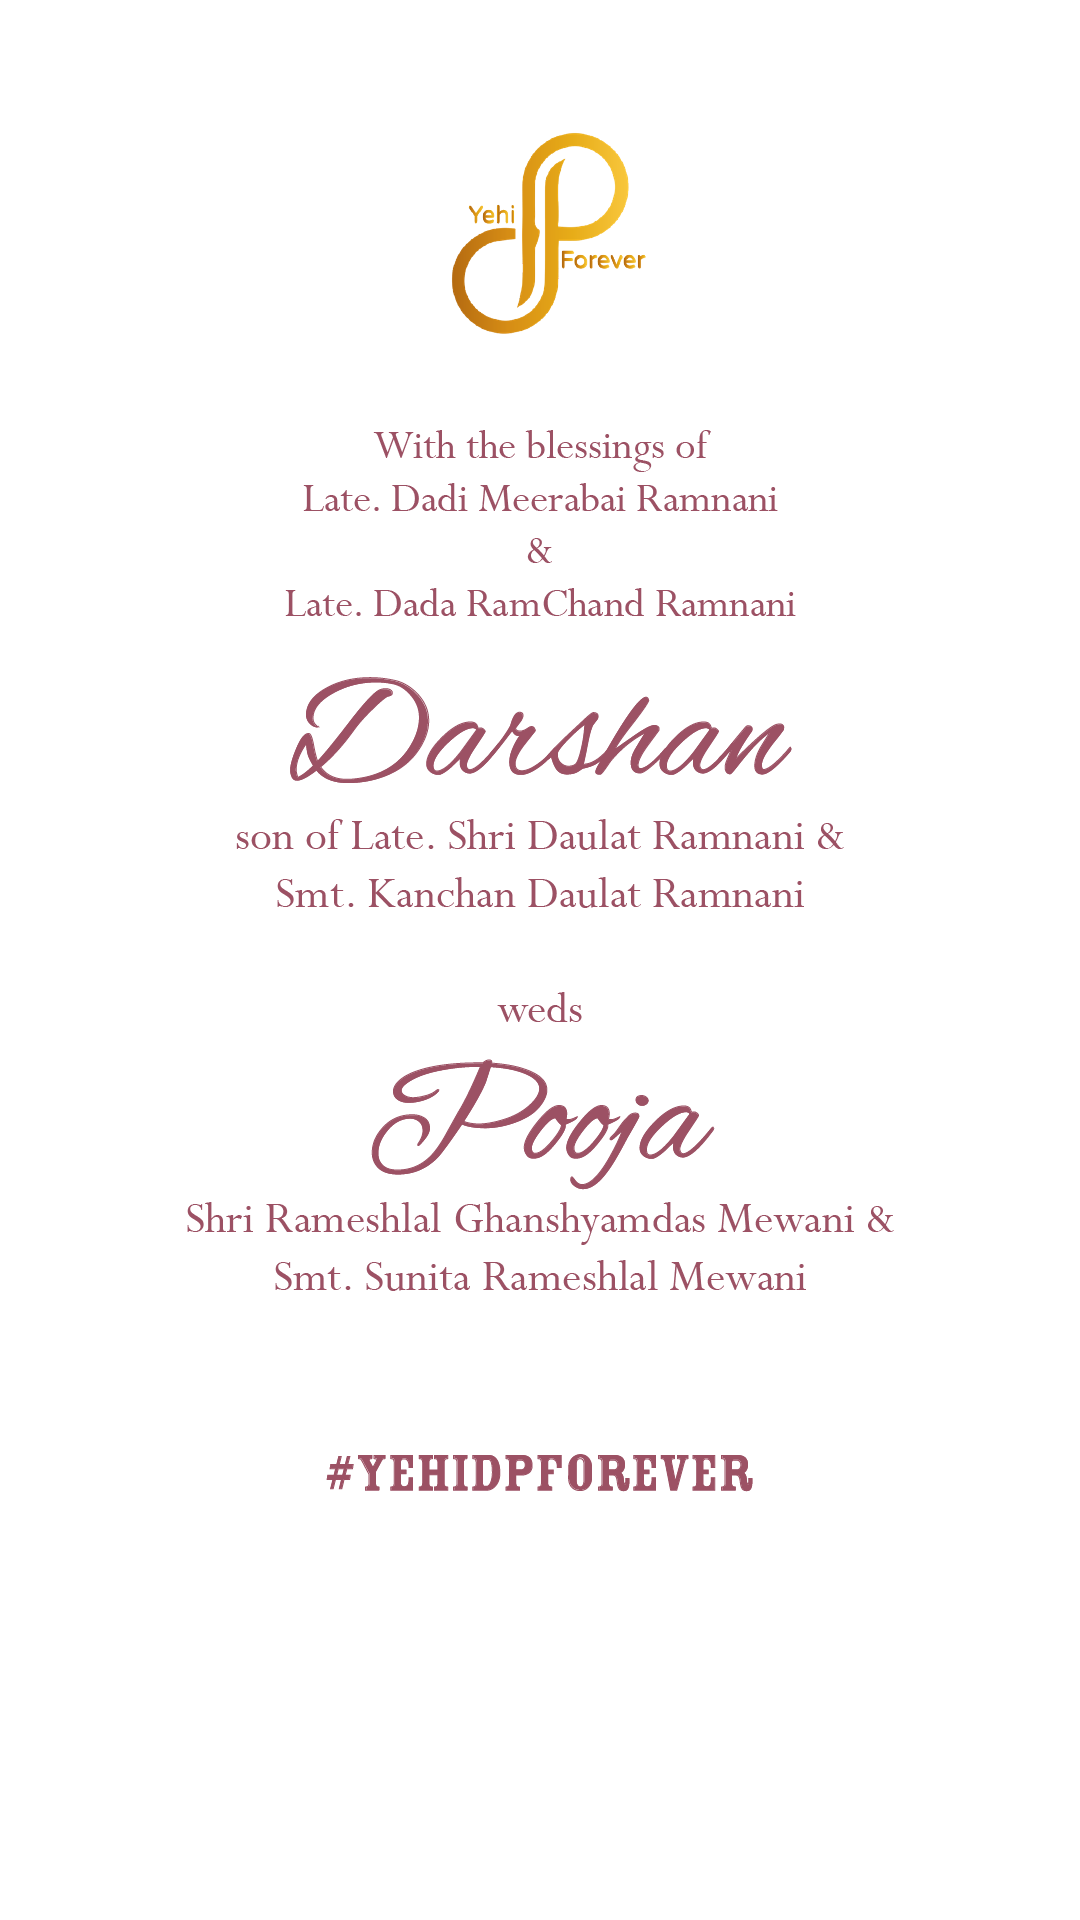 Yehi
Forever
With the blessings of
Late. Dadi Meerabai Ramnani
&
Late. Dada RamChand Ramnani
Darshan
son of Late. Shri Daulat Ramnani &
Smt. Kanchan Daulat Ramnani
weds
Pooja
Shri Rameshlal Ghanshyamdas Mewani &
Smt. Sunita Rameshlal Mewani
#YEHIDPFOREVER